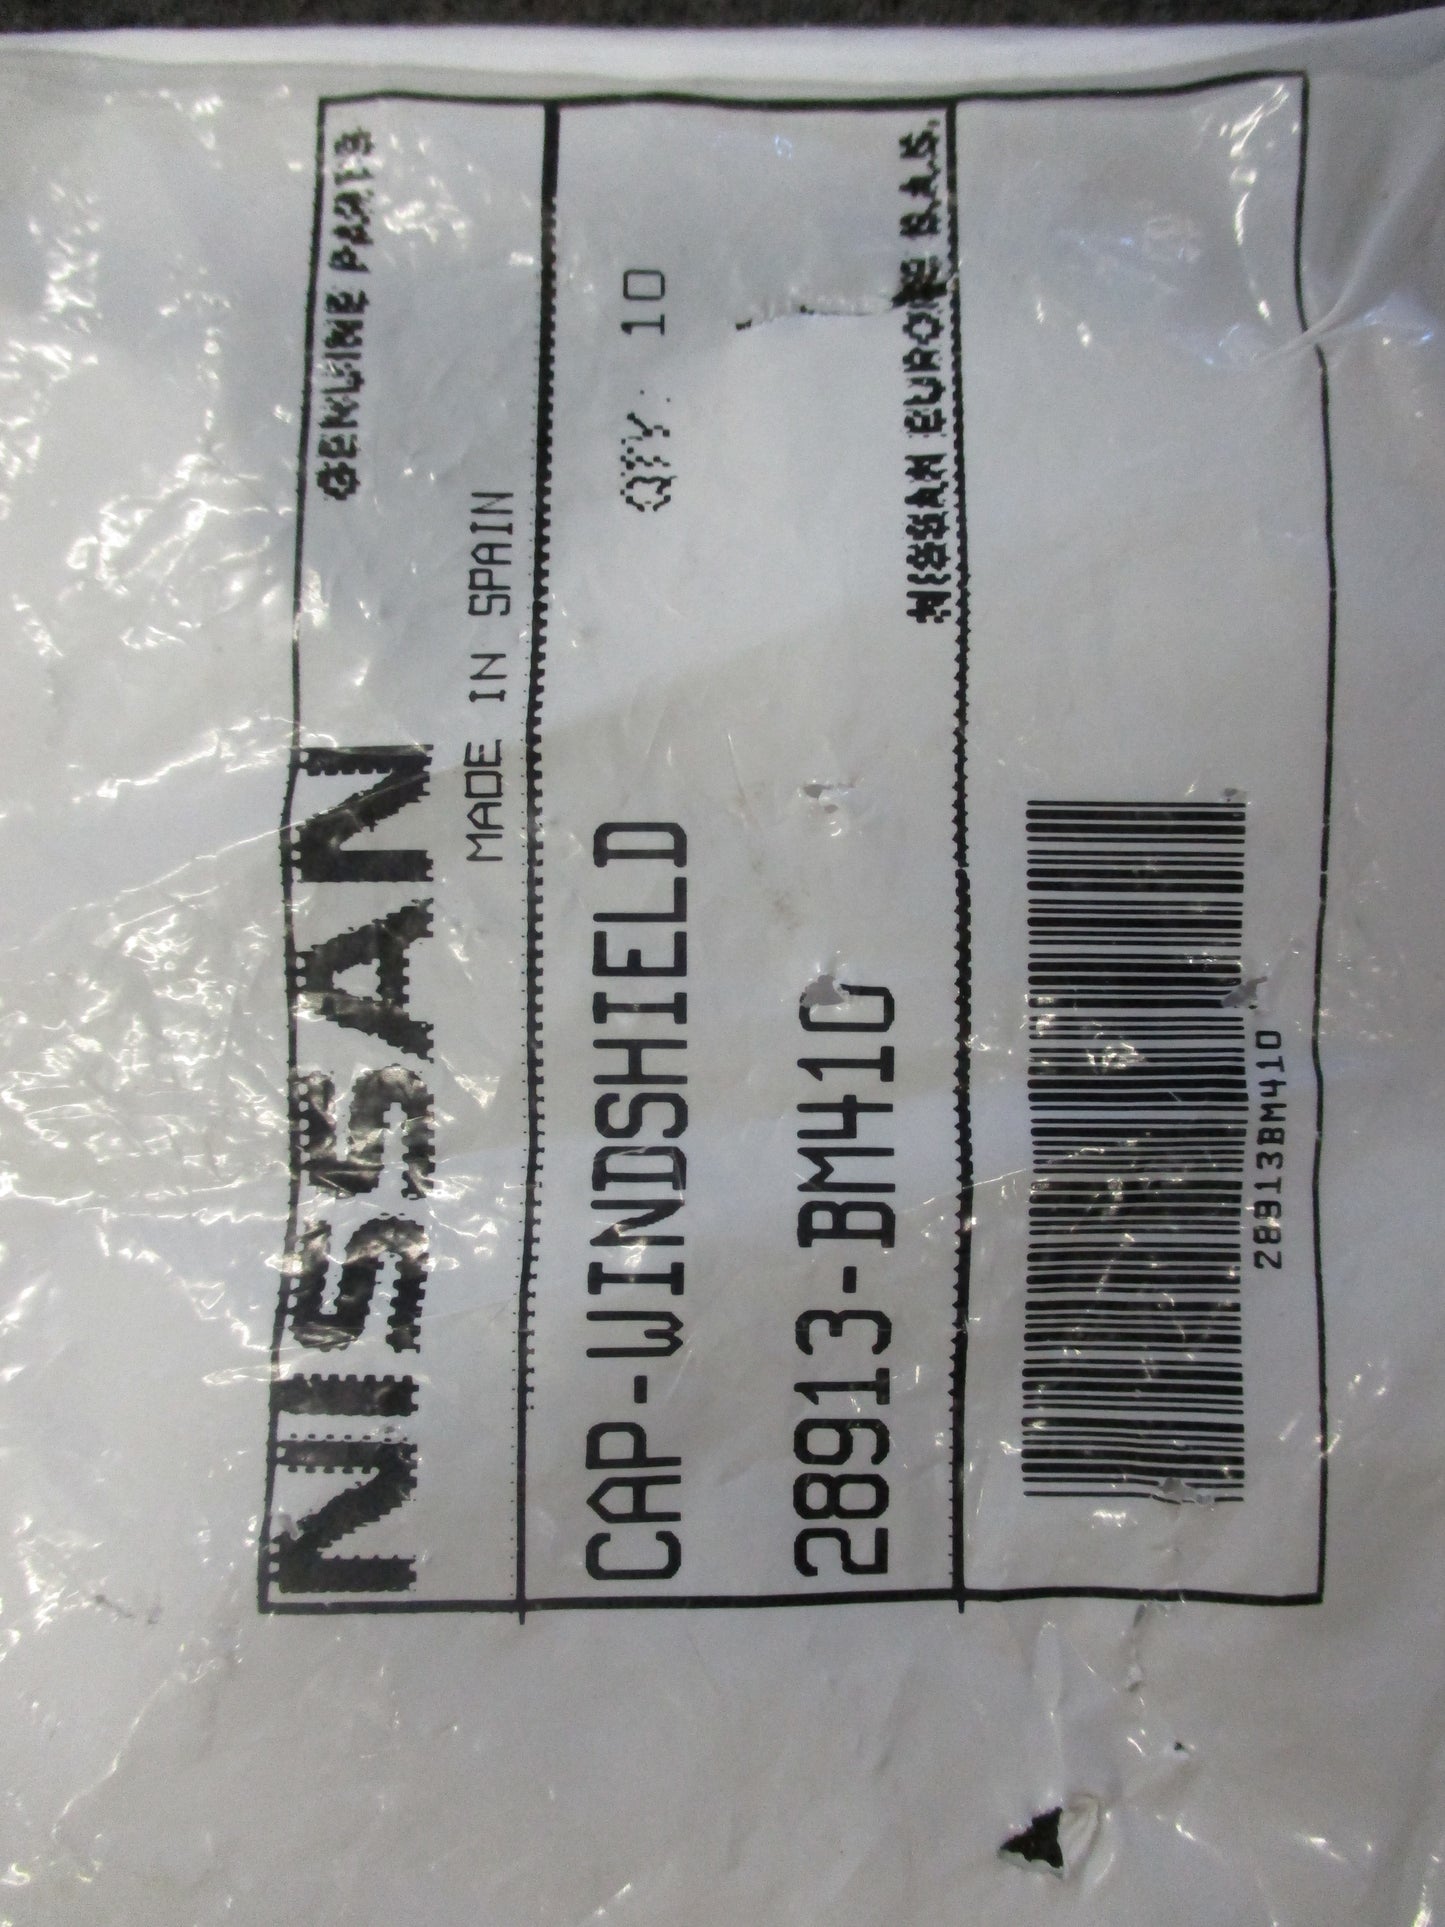 GENUINE PARTS
NISSAN
MADE IN SPAIN
CAP-WINDSHIELD QTY: 10
28913-BM410
NISSAN EUROPE S.A.S.
28913BM410